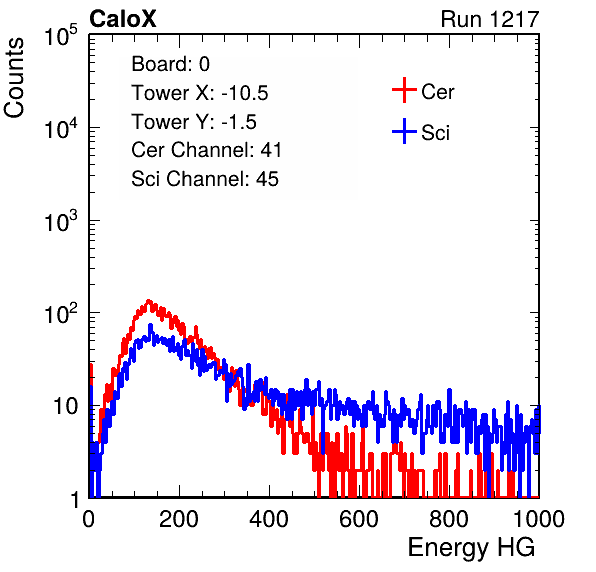 CaloX Run 1217
Counts
10^5
10^4
10^3
10^2
10
1
Board: 0
Tower X: -10.5
Tower Y: -1.5
Cer Channel: 41
Sci Channel: 45
Cer
Sci
0 200 400 600 800 1000
Energy HG